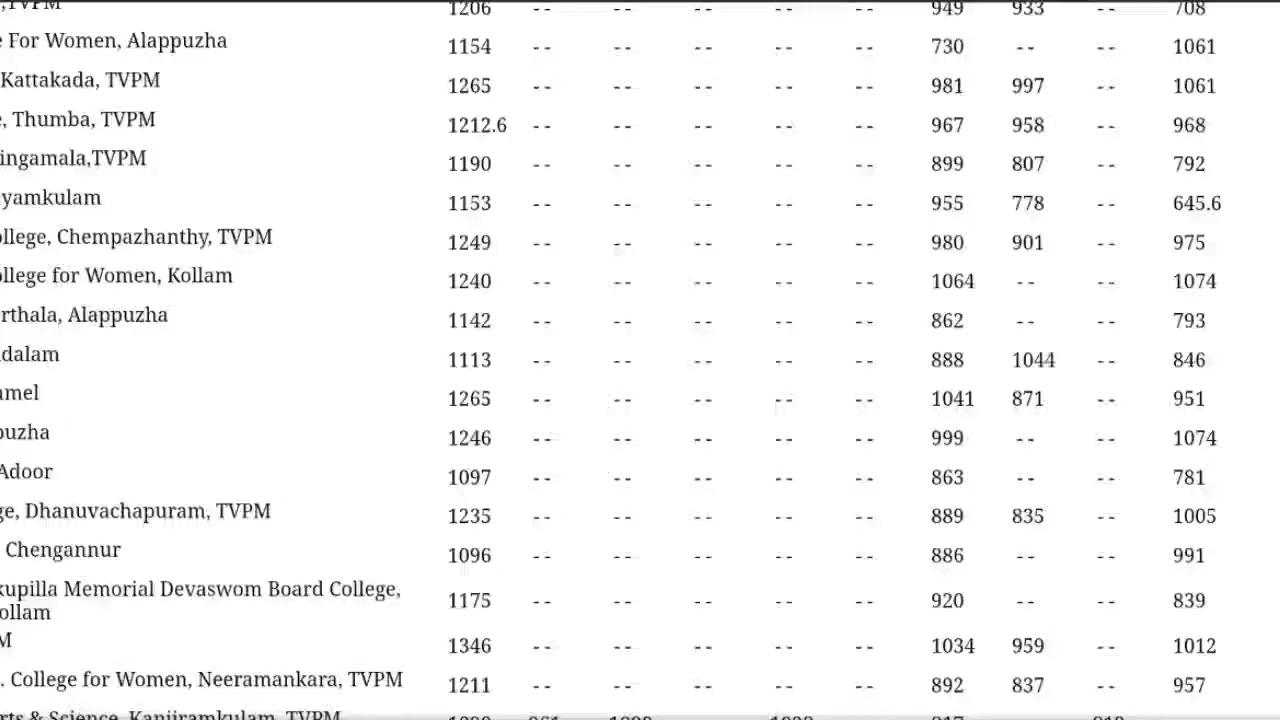 ,TVPM 1206 -- -- -- -- -- 949 933 -- 708
e For Women, Alappuzha 1154 -- -- -- -- -- 730 -- -- 1061
Kattakada, TVPM 1265 -- -- -- -- -- 981 997 -- 1061
e, Thumba, TVPM 1212.6 -- -- -- -- -- 967 958 -- 968
ingamala,TVPM 1190 -- -- -- -- -- 899 807 -- 792
yamkulam 1153 -- -- -- -- -- 955 778 -- 645.6
ollege, Chempazhanthy, TVPM 1249 -- -- -- -- -- 980 901 -- 975
ollege for Women, Kollam 1240 -- -- -- -- -- 1064 -- -- 1074
rthala, Alappuzha 1142 -- -- -- -- -- 862 -- -- 793
dalam 1113 -- -- -- -- -- 888 1044 -- 846
amel 1265 -- -- -- -- -- 1041 871 -- 951
puzha 1246 -- -- -- -- -- 999 -- -- 1074
Adoor 1097 -- -- -- -- -- 863 -- -- 781
ge, Dhanuvachapuram, TVPM 1235 -- -- -- -- -- 889 835 -- 1005
Chengannur 1096 -- -- -- -- -- 886 -- -- 991
kupilla Memorial Devaswom Board College,
ollam 1175 -- -- -- -- -- 920 -- -- 839
M 1346 -- -- -- -- -- 1034 959 -- 1012
. College for Women, Neeramankara, TVPM 1211 -- -- -- -- -- 892 837 -- 957
rts & Science, Kanjiramkulam, TVPM